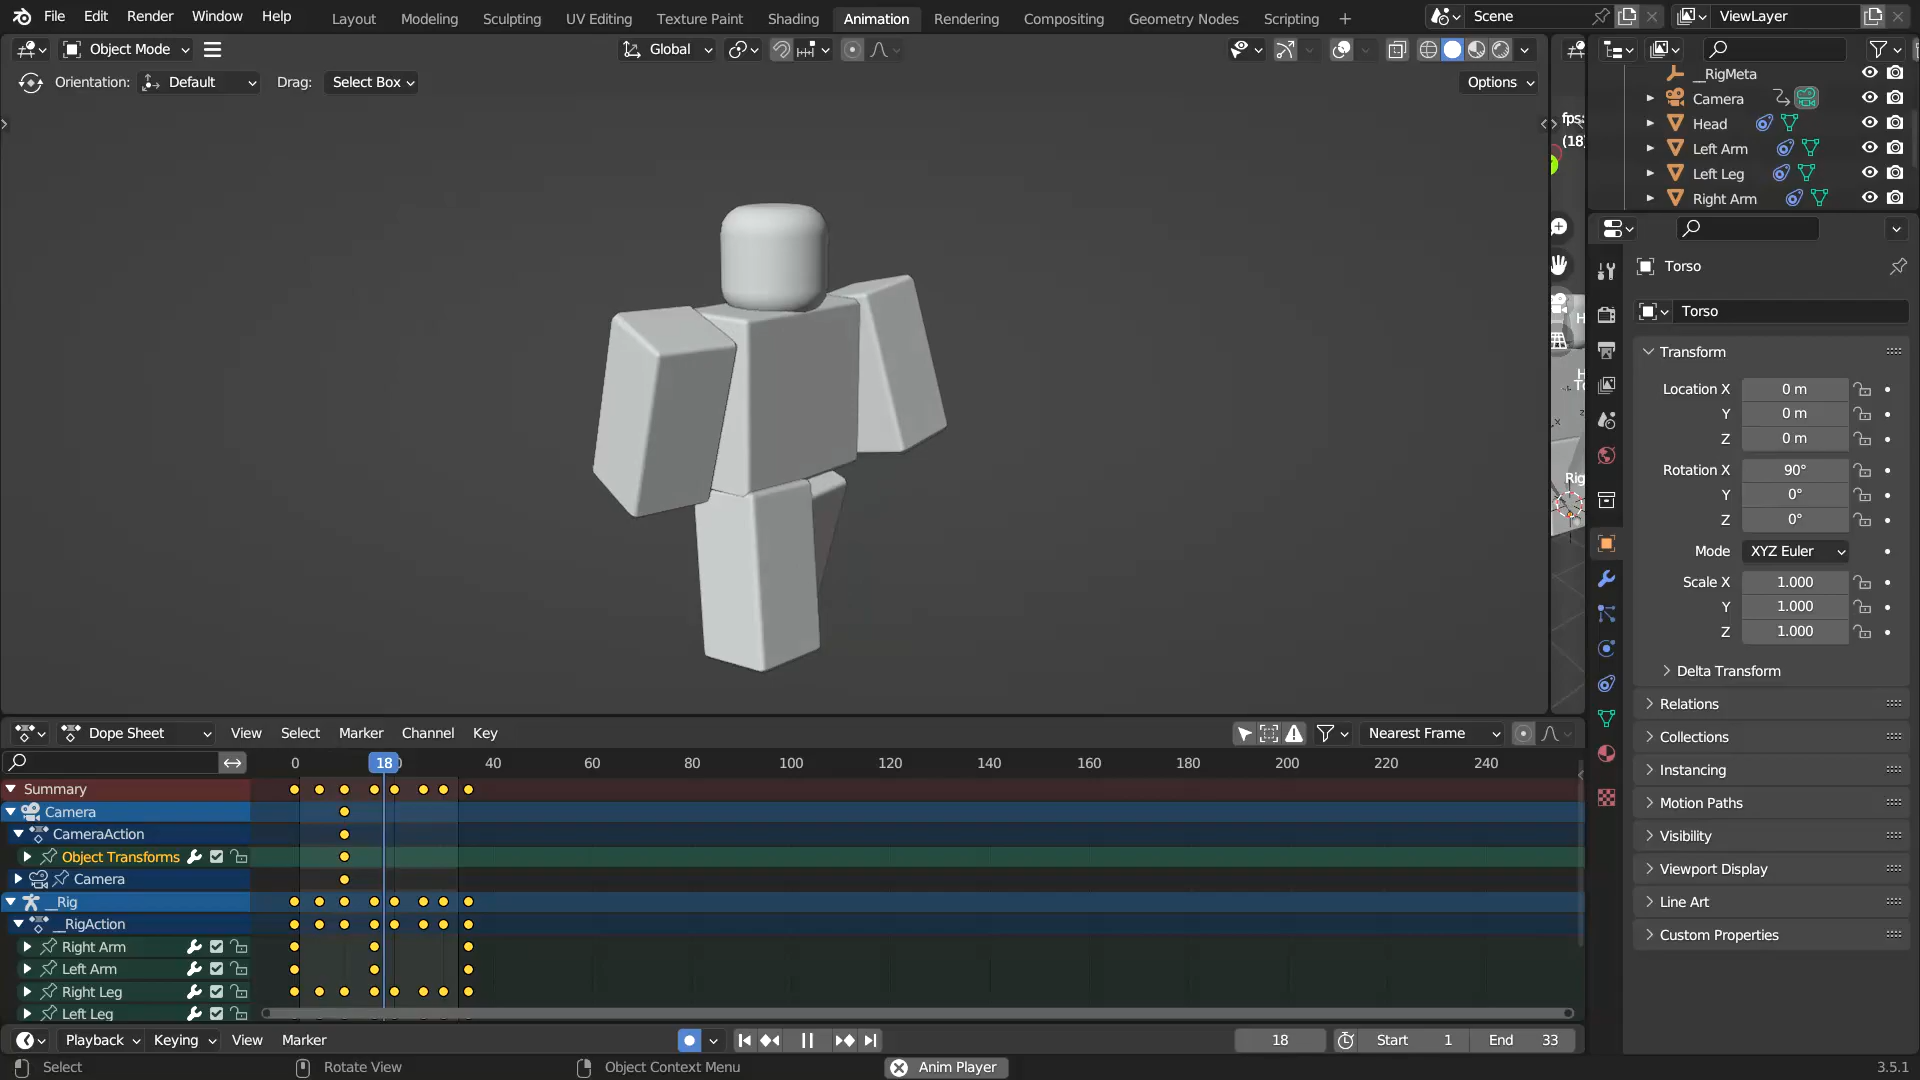 File Edit Render Window Help
Layout Modeling Sculpting UV Editing Texture Paint Shading Animation Rendering Compositing Geometry Nodes Scripting +
Scene
ViewLayer
Object Mode
Global
Orientation: Default Drag: Select Box
Options
fps:
(18)
__RigMeta
Camera
Head
Left Arm
Left Leg
Right Arm
Torso
Torso
Transform
Location X 0 m
Y 0 m
Z 0 m
Rotation X 90°
Y 0°
Z 0°
Mode XYZ Euler
Scale X 1.000
Y 1.000
Z 1.000
Delta Transform
Relations
Collections
Instancing
Motion Paths
Visibility
Viewport Display
Line Art
Custom Properties
Rig
Dope Sheet View Select Marker Channel Key
Nearest Frame
0 18 40 60 80 100 120 140 160 180 200 220 240
Summary
Camera
CameraAction
Object Transforms
Camera
__Rig
__RigAction
Right Arm
Left Arm
Right Leg
Left Leg
Playback Keying View Marker
18 Start 1 End 33
Select Rotate View Object Context Menu Anim Player
3.5.1